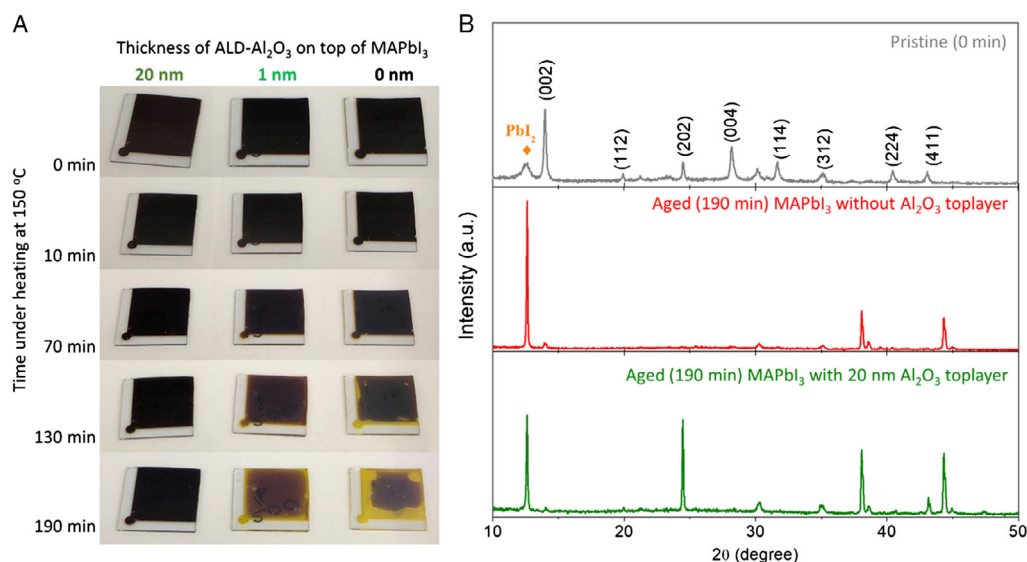 A
Thickness of ALD-Al₂O₃ on top of MAPbI₃
20 nm 1 nm 0 nm
Time under heating at 150 ºC
0 min
10 min
70 min
130 min
190 min
B
Pristine (0 min)
PbI₂
(002)
(112)
(202)
(004)
(114)
(312)
(224)
(411)
Aged (190 min) MAPbI₃ without Al₂O₃ toplayer
Aged (190 min) MAPbI₃ with 20 nm Al₂O₃ toplayer
Intensity (a.u.)
10 20 30 40 50
2θ (degree)